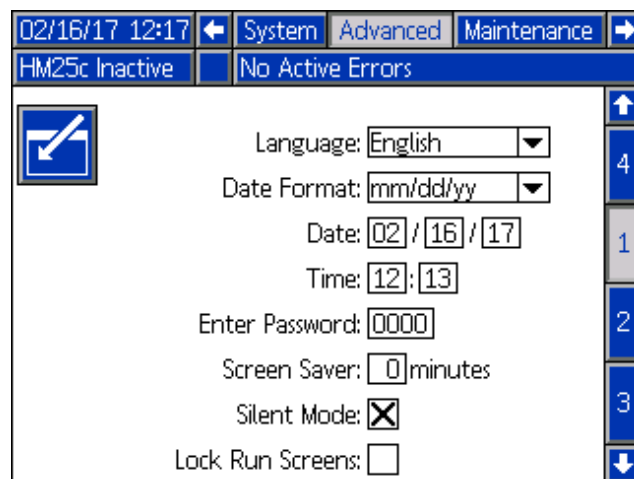 02/16/17 12:17 System Advanced Maintenance
HM25c Inactive No Active Errors
Language: English
4
Date Format: mm/dd/yy
Date: 02 / 16 / 17
1
Time: 12 : 13
Enter Password: 0000
2
Screen Saver: 0 minutes
Silent Mode:
3
Lock Run Screens: